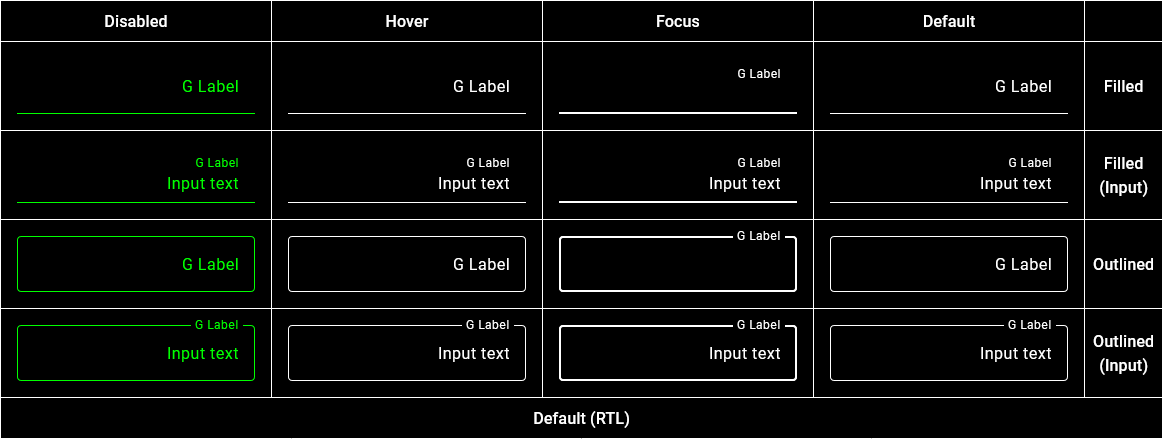 Disabled Hover Focus Default
G Label G Label G Label G Label Filled
G Label G Label G Label G Label Filled
Input text Input text Input text Input text (Input)
G Label G Label G Label G Label Outlined
G Label G Label G Label G Label Outlined
Input text Input text Input text Input text (Input)
Default (RTL)